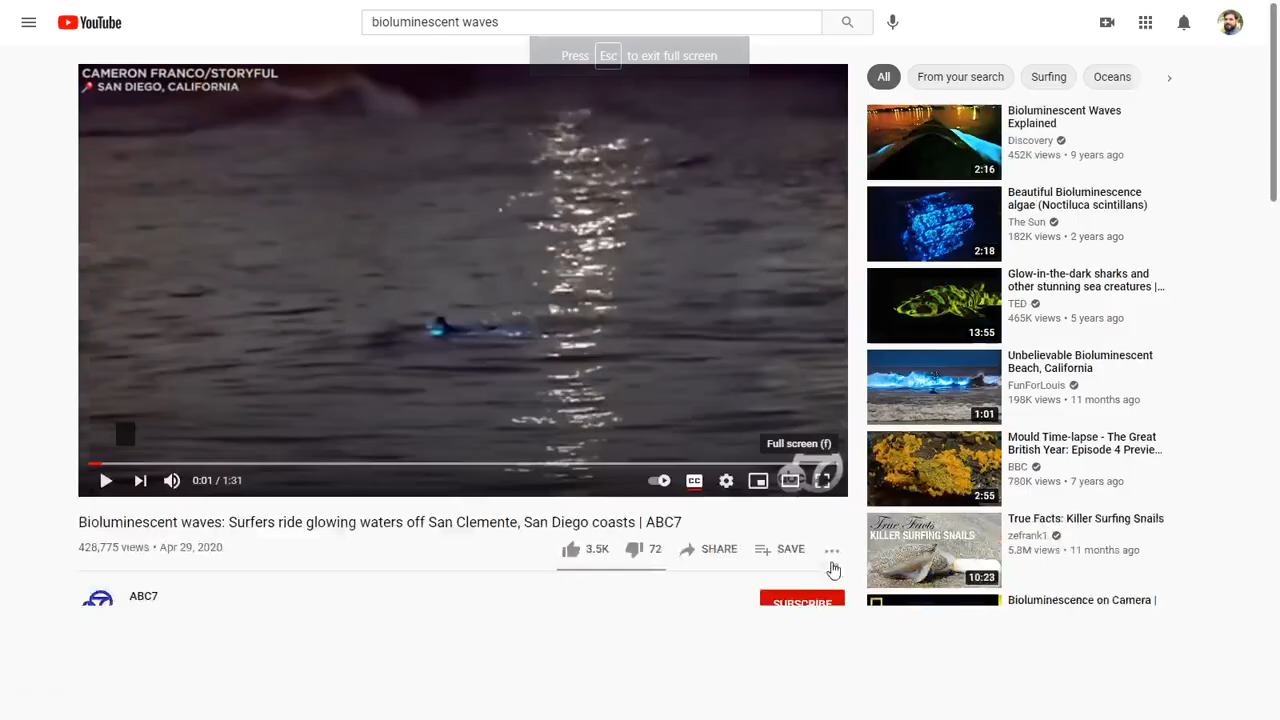 YouTube
bioluminescent waves
Press Esc to exit full screen
CAMERON FRANCO/STORYFUL
SAN DIEGO, CALIFORNIA
Full screen (f)
0:01 / 1:31
CC
Bioluminescent waves: Surfers ride glowing waters off San Clemente, San Diego coasts | ABC7
428,775 views • Apr 29, 2020
3.5K
72
SHARE
SAVE
ABC7
SUBSCRIBE
All
From your search
Surfing
Oceans
2:16
Bioluminescent Waves
Explained
Discovery
452K views • 9 years ago
2:18
Beautiful Bioluminescence
algae (Noctiluca scintillans)
The Sun
182K views • 2 years ago
13:55
Glow-in-the-dark sharks and
other stunning sea creatures |...
TED
465K views • 5 years ago
1:01
Unbelievable Bioluminescent
Beach, California
FunForLouis
198K views • 11 months ago
2:55
Mould Time-lapse - The Great
British Year: Episode 4 Previe...
BBC
780K views • 7 years ago
True Facts:
KILLER SURFING SNAILS
10:23
True Facts: Killer Surfing Snails
zefrank1
5.8M views • 11 months ago
Bioluminescence on Camera |